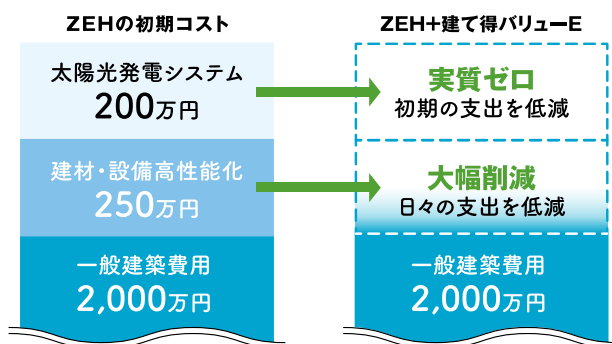 ZEHの初期コスト
太陽光発電システム
200万円
建材・設備高性能化
250万円
一般建築費用
2,000万円
ZEH+建て得バリューE
実質ゼロ
初期の支出を低減
大幅削減
日々の支出を低減
一般建築費用
2,000万円